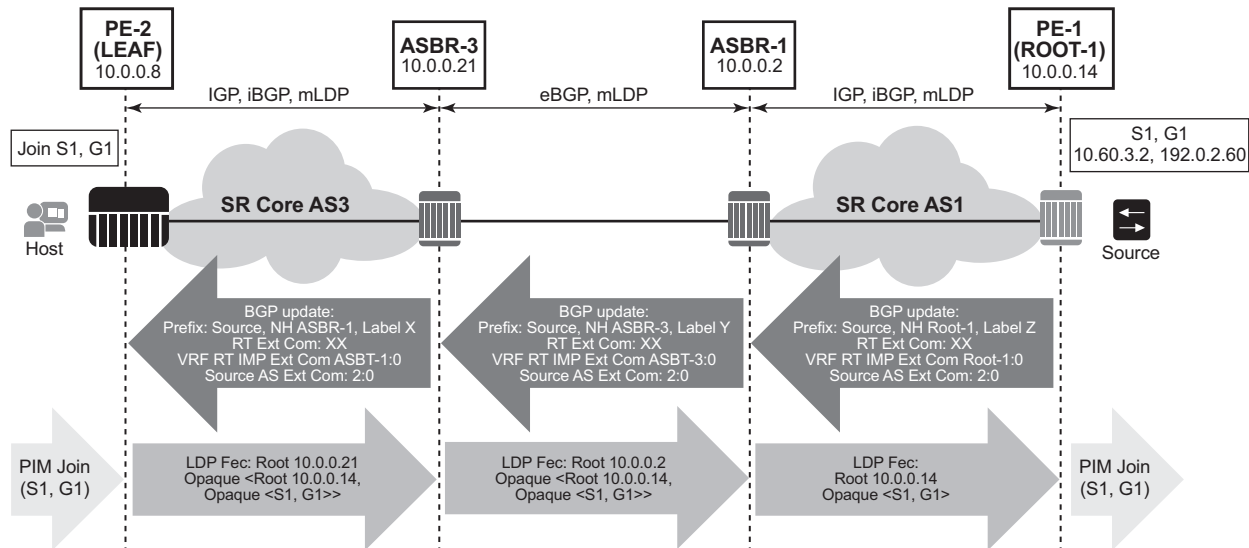 PE-2
(LEAF)
10.0.0.8
ASBR-3
10.0.0.21
ASBR-1
10.0.0.2
PE-1
(ROOT-1)
10.0.0.14
IGP, iBGP, mLDP
eBGP, mLDP
IGP, iBGP, mLDP
Join S1, G1
S1, G1
10.60.3.2, 192.0.2.60
Host
SR Core AS3
SR Core AS1
Source
BGP update:
Prefix: Source, NH ASBR-1, Label X
RT Ext Com: XX
VRF RT IMP Ext Com ASBT-1:0
Source AS Ext Com: 2:0
BGP update:
Prefix: Source, NH ASBR-3, Label Y
RT Ext Com: XX
VRF RT IMP Ext Com ASBT-3:0
Source AS Ext Com: 2:0
BGP update:
Prefix: Source, NH Root-1, Label Z
RT Ext Com: XX
VRF RT IMP Ext Com Root-1:0
Source AS Ext Com: 2:0
PIM Join
(S1, G1)
LDP Fec: Root 10.0.0.21
Opaque <Root 10.0.0.14,
Opaque <S1, G1>>
LDP Fec: Root 10.0.0.2
Opaque <Root 10.0.0.14,
Opaque <S1, G1>>
LDP Fec:
Root 10.0.0.14
Opaque <S1, G1>
PIM Join
(S1, G1)